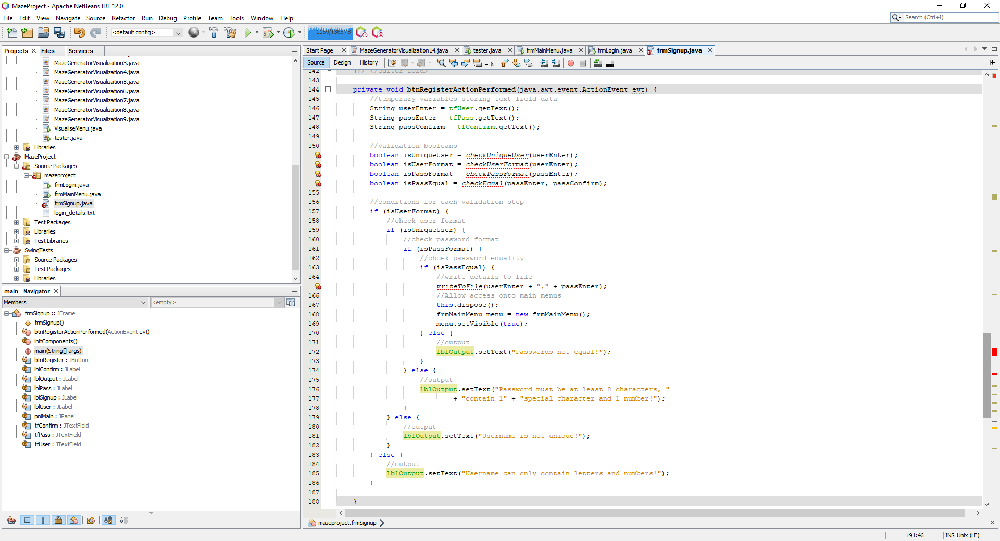 MazeProject - Apache NetBeans IDE 12.0
File Edit View Navigate Source Refactor Run Debug Profile Team Tools Window Help
Search (Ctrl+I)
<default config>
1169/1368MB
Projects Files Services
MazeGeneratorVisualization3.java
MazeGeneratorVisualization4.java
MazeGeneratorVisualization5.java
MazeGeneratorVisualization6.java
MazeGeneratorVisualization7.java
MazeGeneratorVisualization8.java
MazeGeneratorVisualization9.java
VisualiseMenu.java
tester.java
Libraries
MazeProject
Source Packages
mazeproject
frmLogin.java
frmMainMenu.java
frmSignup.java
login_details.txt
Test Packages
Libraries
Test Libraries
SwingTests
Source Packages
Test Packages
Libraries
main - Navigator
Members
<empty>
frmSignup :: JFrame
frmSignup()
btnRegisterActionPerformed(ActionEvent evt)
initComponents()
main(String[] args)
btnRegister : JButton
lblConfirm : JLabel
lblOutput : JLabel
lblPass : JLabel
lblSignup : JLabel
lblUser : JLabel
pnlMain : JPanel
tfConfirm : JTextField
tfPass : JTextField
tfUser : JTextField
Start Page MazeGeneratorVisualization14.java tester.java frmMainMenu.java frmLogin.java frmSignup.java
Source Design History
142 }// </editor-fold>
143
144 private void btnRegisterActionPerformed(java.awt.event.ActionEvent evt) {
145 //temporary variables storing text field data
146 String userEnter = tfUser.getText();
147 String passEnter = tfPass.getText();
148 String passConfirm = tfConfirm.getText();
149
150 //validation booleans
boolean isUniqueUser = checkUniqueUser(userEnter);
boolean isUserFormat = checkUserFormat(userEnter);
boolean isPassFormat = checkPassFormat(passEnter);
boolean isPassEqual = checkEqual(passEnter, passConfirm);
155
156 //conditions for each validation step
157 if (isUserFormat) {
158 //check user format
159 if (isUniqueUser) {
160 //check password format
161 if (isPassFormat) {
162 //chcek password equality
163 if (isPassEqual) {
164 //write details to file
writeToFile(userEnter + "," + passEnter);
166 //Allow access onto main menus
167 this.dispose();
168 frmMainMenu menu = new frmMainMenu();
169 menu.setVisible(true);
170 } else {
171 //output
172 lblOutput.setText("Passwords not equal!");
173 }
174 } else {
175 //output
176 lblOutput.setText("Password must be at least 8 characters, "
177 + "contain 1" + "special character and 1 number!");
178 }
179 } else {
180 //output
181 lblOutput.setText("Username is not unique!");
182 }
183 } else {
184 //output
185 lblOutput.setText("Username can only contain letters and numbers!");
186 }
187
188 }
mazeproject.frmSignup
191:46 INS Unix (LF)